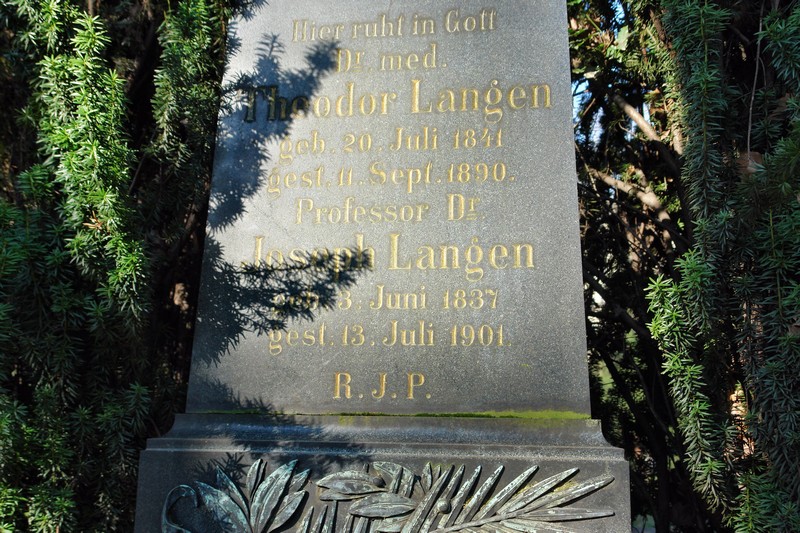 Hier ruht in Gott
Dr. med.
Theodor Langen
geb. 20. Juli 1841
gest. 11. Sept. 1890.
Professor Dr.
Joseph Langen
geb. 3. Juni 1837
gest. 13. Juli 1901.
R. J. P.